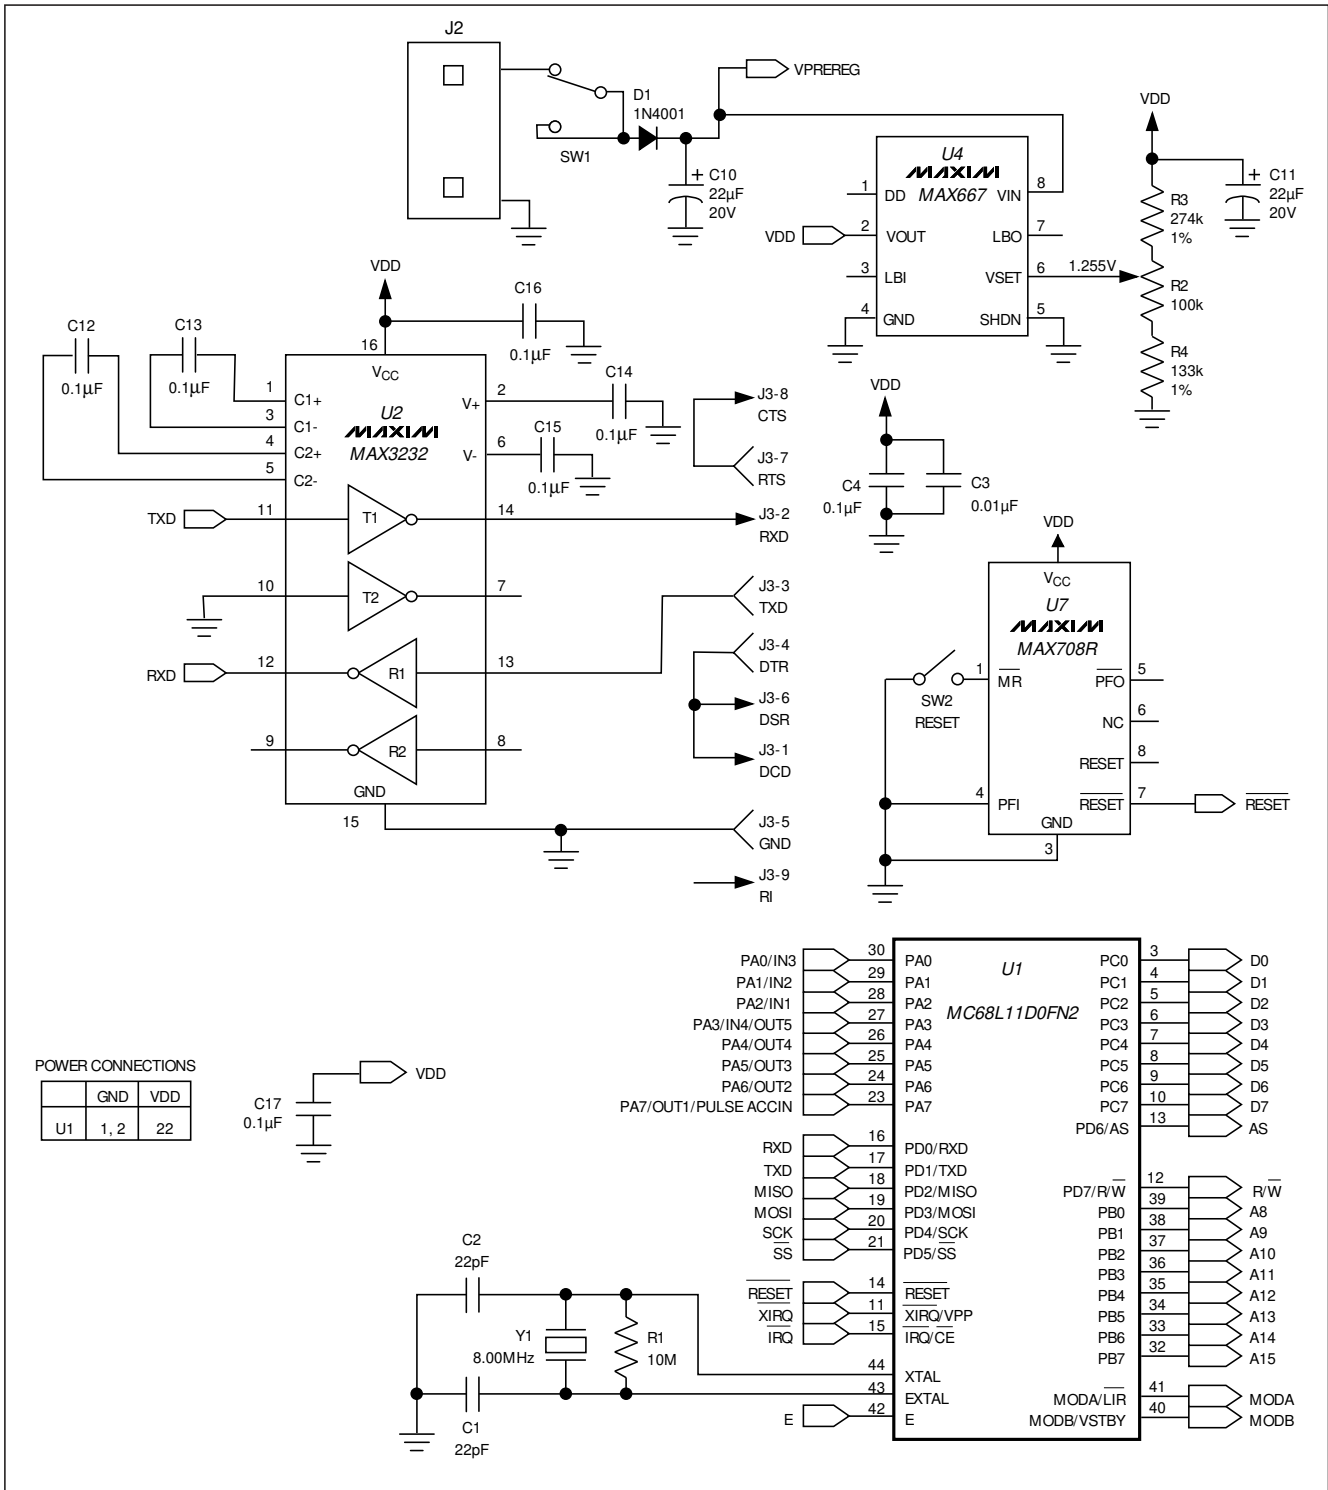 J2
VPREREG
D1
1N4001
SW1
+
C10
22µF
20V
U4
MAXIM
MAX667
1
DD
VIN
8
VDD
2
VOUT
LBO
7
3
LBI
VSET
6
1.255V
4
GND
SHDN
5
VDD
R3
274k
1%
R2
100k
R4
133k
1%
+
C11
22µF
20V
VDD
C16
0.1µF
C12
0.1µF
C13
0.1µF
16
VCC
U2
MAXIM
MAX3232
1
C1+
3
C1-
4
C2+
5
C2-
V+
2
C14
0.1µF
V-
6
C15
0.1µF
TXD
11
T1
14
10
T2
7
RXD
12
R1
13
9
R2
8
GND
15
J3-8
CTS
J3-7
RTS
J3-2
RXD
J3-3
TXD
J3-4
DTR
J3-6
DSR
J3-1
DCD
J3-5
GND
J3-9
RI
VDD
C4
0.1µF
C3
0.01µF
VDD
VCC
U7
MAXIM
MAX708R
SW2
RESET
1
MR
PFO
5
NC
6
RESET
8
4
PFI
RESET
7
RESET
GND
3
POWER CONNECTIONS
GND VDD
U1 1, 2 22
VDD
C17
0.1µF
U1
MC68L11D0FN2
PA0/IN3 30 PA0
PA1/IN2 29 PA1
PA2/IN1 28 PA2
PA3/IN4/OUT5 27 PA3
PA4/OUT4 26 PA4
PA5/OUT3 25 PA5
PA6/OUT2 24 PA6
PA7/OUT1/PULSE ACCIN 23 PA7
RXD 16 PD0/RXD
TXD 17 PD1/TXD
MISO 18 PD2/MISO
MOSI 19 PD3/MOSI
SCK 20 PD4/SCK
SS 21 PD5/SS
RESET 14 RESET
XIRQ 11 XIRQ/VPP
IRQ 15 IRQ/CE
44 XTAL
43 EXTAL
E 42 E
PC0 3 D0
PC1 4 D1
PC2 5 D2
PC3 6 D3
PC4 7 D4
PC5 8 D5
PC6 9 D6
PC7 10 D7
PD6/AS 13 AS
PD7/R/W 12 R/W
PB0 39 A8
PB1 38 A9
PB2 37 A10
PB3 36 A11
PB4 35 A12
PB5 34 A13
PB6 33 A14
PB7 32 A15
MODA/LIR 41 MODA
MODB/VSTBY 40 MODB
C2
22pF
Y1
8.00MHz
R1
10M
C1
22pF